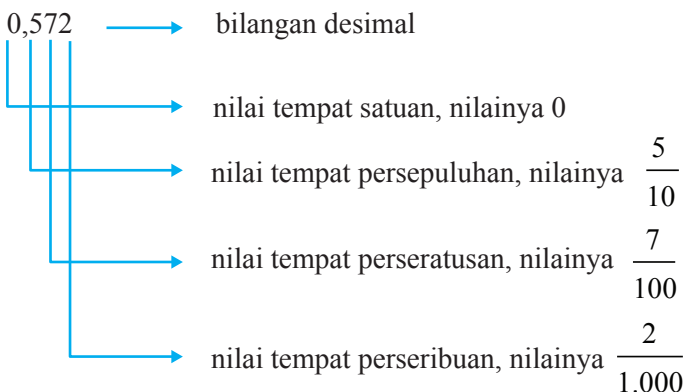 0,572 bilangan desimal
nilai tempat satuan, nilainya 0
nilai tempat persepuluhan, nilainya 5/10
nilai tempat perseratusan, nilainya 7/100
nilai tempat perseribuan, nilainya 2/1.000